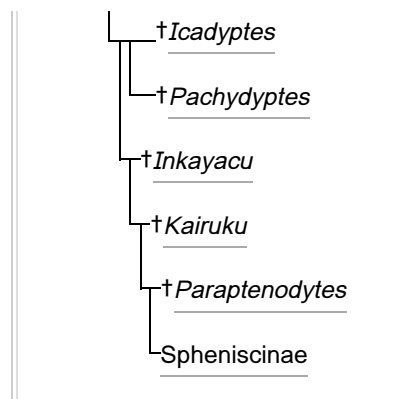 †Icadyptes
†Pachydyptes
†Inkayacu
†Kairuku
†Paraptenodytes
Spheniscinae